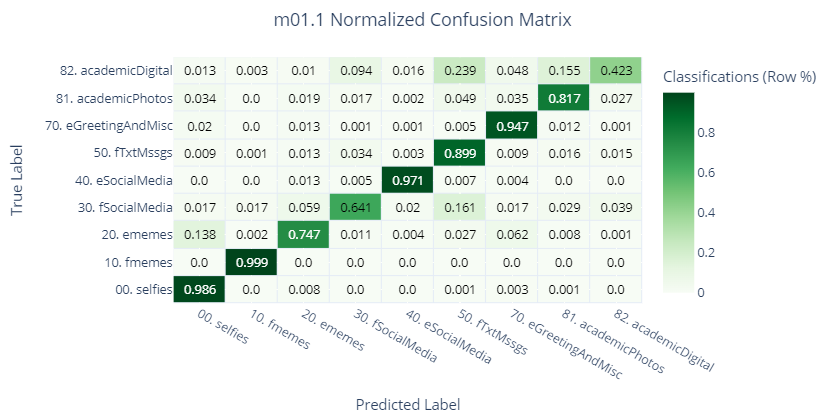 m01.1 Normalized Confusion Matrix
82. academicDigital 0.013 0.003 0.01 0.094 0.016 0.239 0.048 0.155 0.423
81. academicPhotos 0.034 0.0 0.019 0.017 0.002 0.049 0.035 0.817 0.027
70. eGreetingAndMisc 0.02 0.0 0.013 0.001 0.001 0.005 0.947 0.012 0.001
50. fTxtMssgs 0.009 0.001 0.013 0.034 0.003 0.899 0.009 0.016 0.015
40. eSocialMedia 0.0 0.0 0.013 0.005 0.971 0.007 0.004 0.0 0.0
30. fSocialMedia 0.017 0.017 0.059 0.641 0.02 0.161 0.017 0.029 0.039
20. ememes 0.138 0.002 0.747 0.011 0.004 0.027 0.062 0.008 0.001
10. fmemes 0.0 0.999 0.0 0.0 0.0 0.0 0.0 0.0 0.0
00. selfies 0.986 0.0 0.008 0.0 0.0 0.001 0.003 0.001 0.0
00. selfies 10. fmemes 20. ememes 30. fSocialMedia 40. eSocialMedia 50. fTxtMssgs 70. eGreetingAndMisc 81. academicPhotos 82. academicDigital
Predicted Label
True Label
Classifications (Row %)
0.8
0.6
0.4
0.2
0